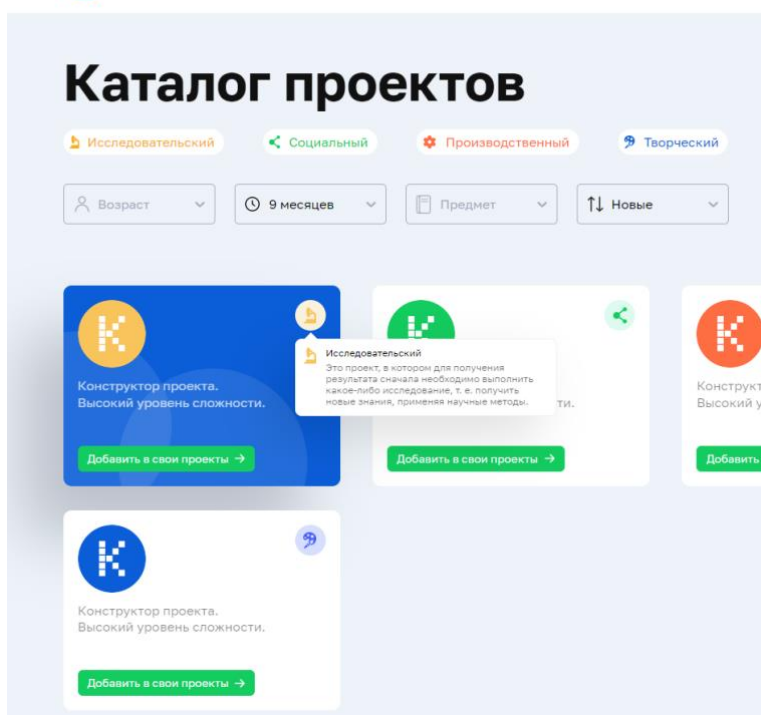 Каталог проектов
Исследовательский Социальный Производственный Творческий
Возраст 9 месяцев Предмет Новые
К К К
Исследовательский
Это проект, в котором для получения
результата сначала необходимо выполнить
какое-либо исследование, т. е. получить
новые знания, применяя научные методы.
Конструктор проекта.
Высокий уровень сложности.
ти.
Конструкт
Высокий у
Добавить в свои проекты → Добавить в свои проекты → Добавить
К
Конструктор проекта.
Высокий уровень сложности.
Добавить в свои проекты →